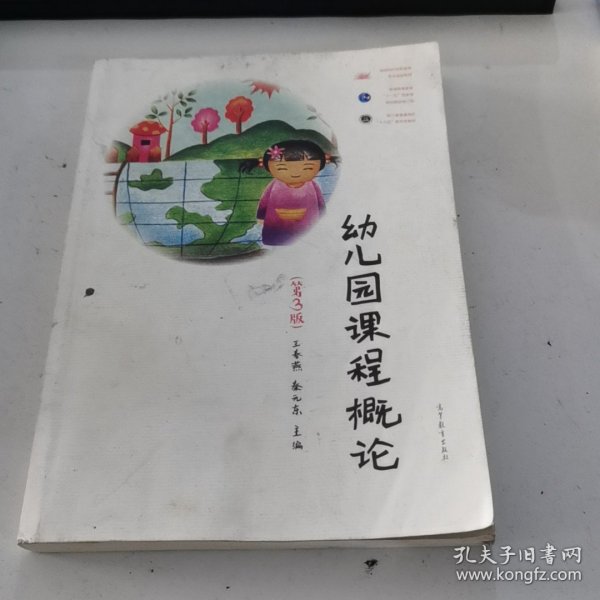 幼儿园课程概论
(第3版)
王春燕 秦元东 主编
高等教育出版社
孔夫子旧书网
www.kongfz.com